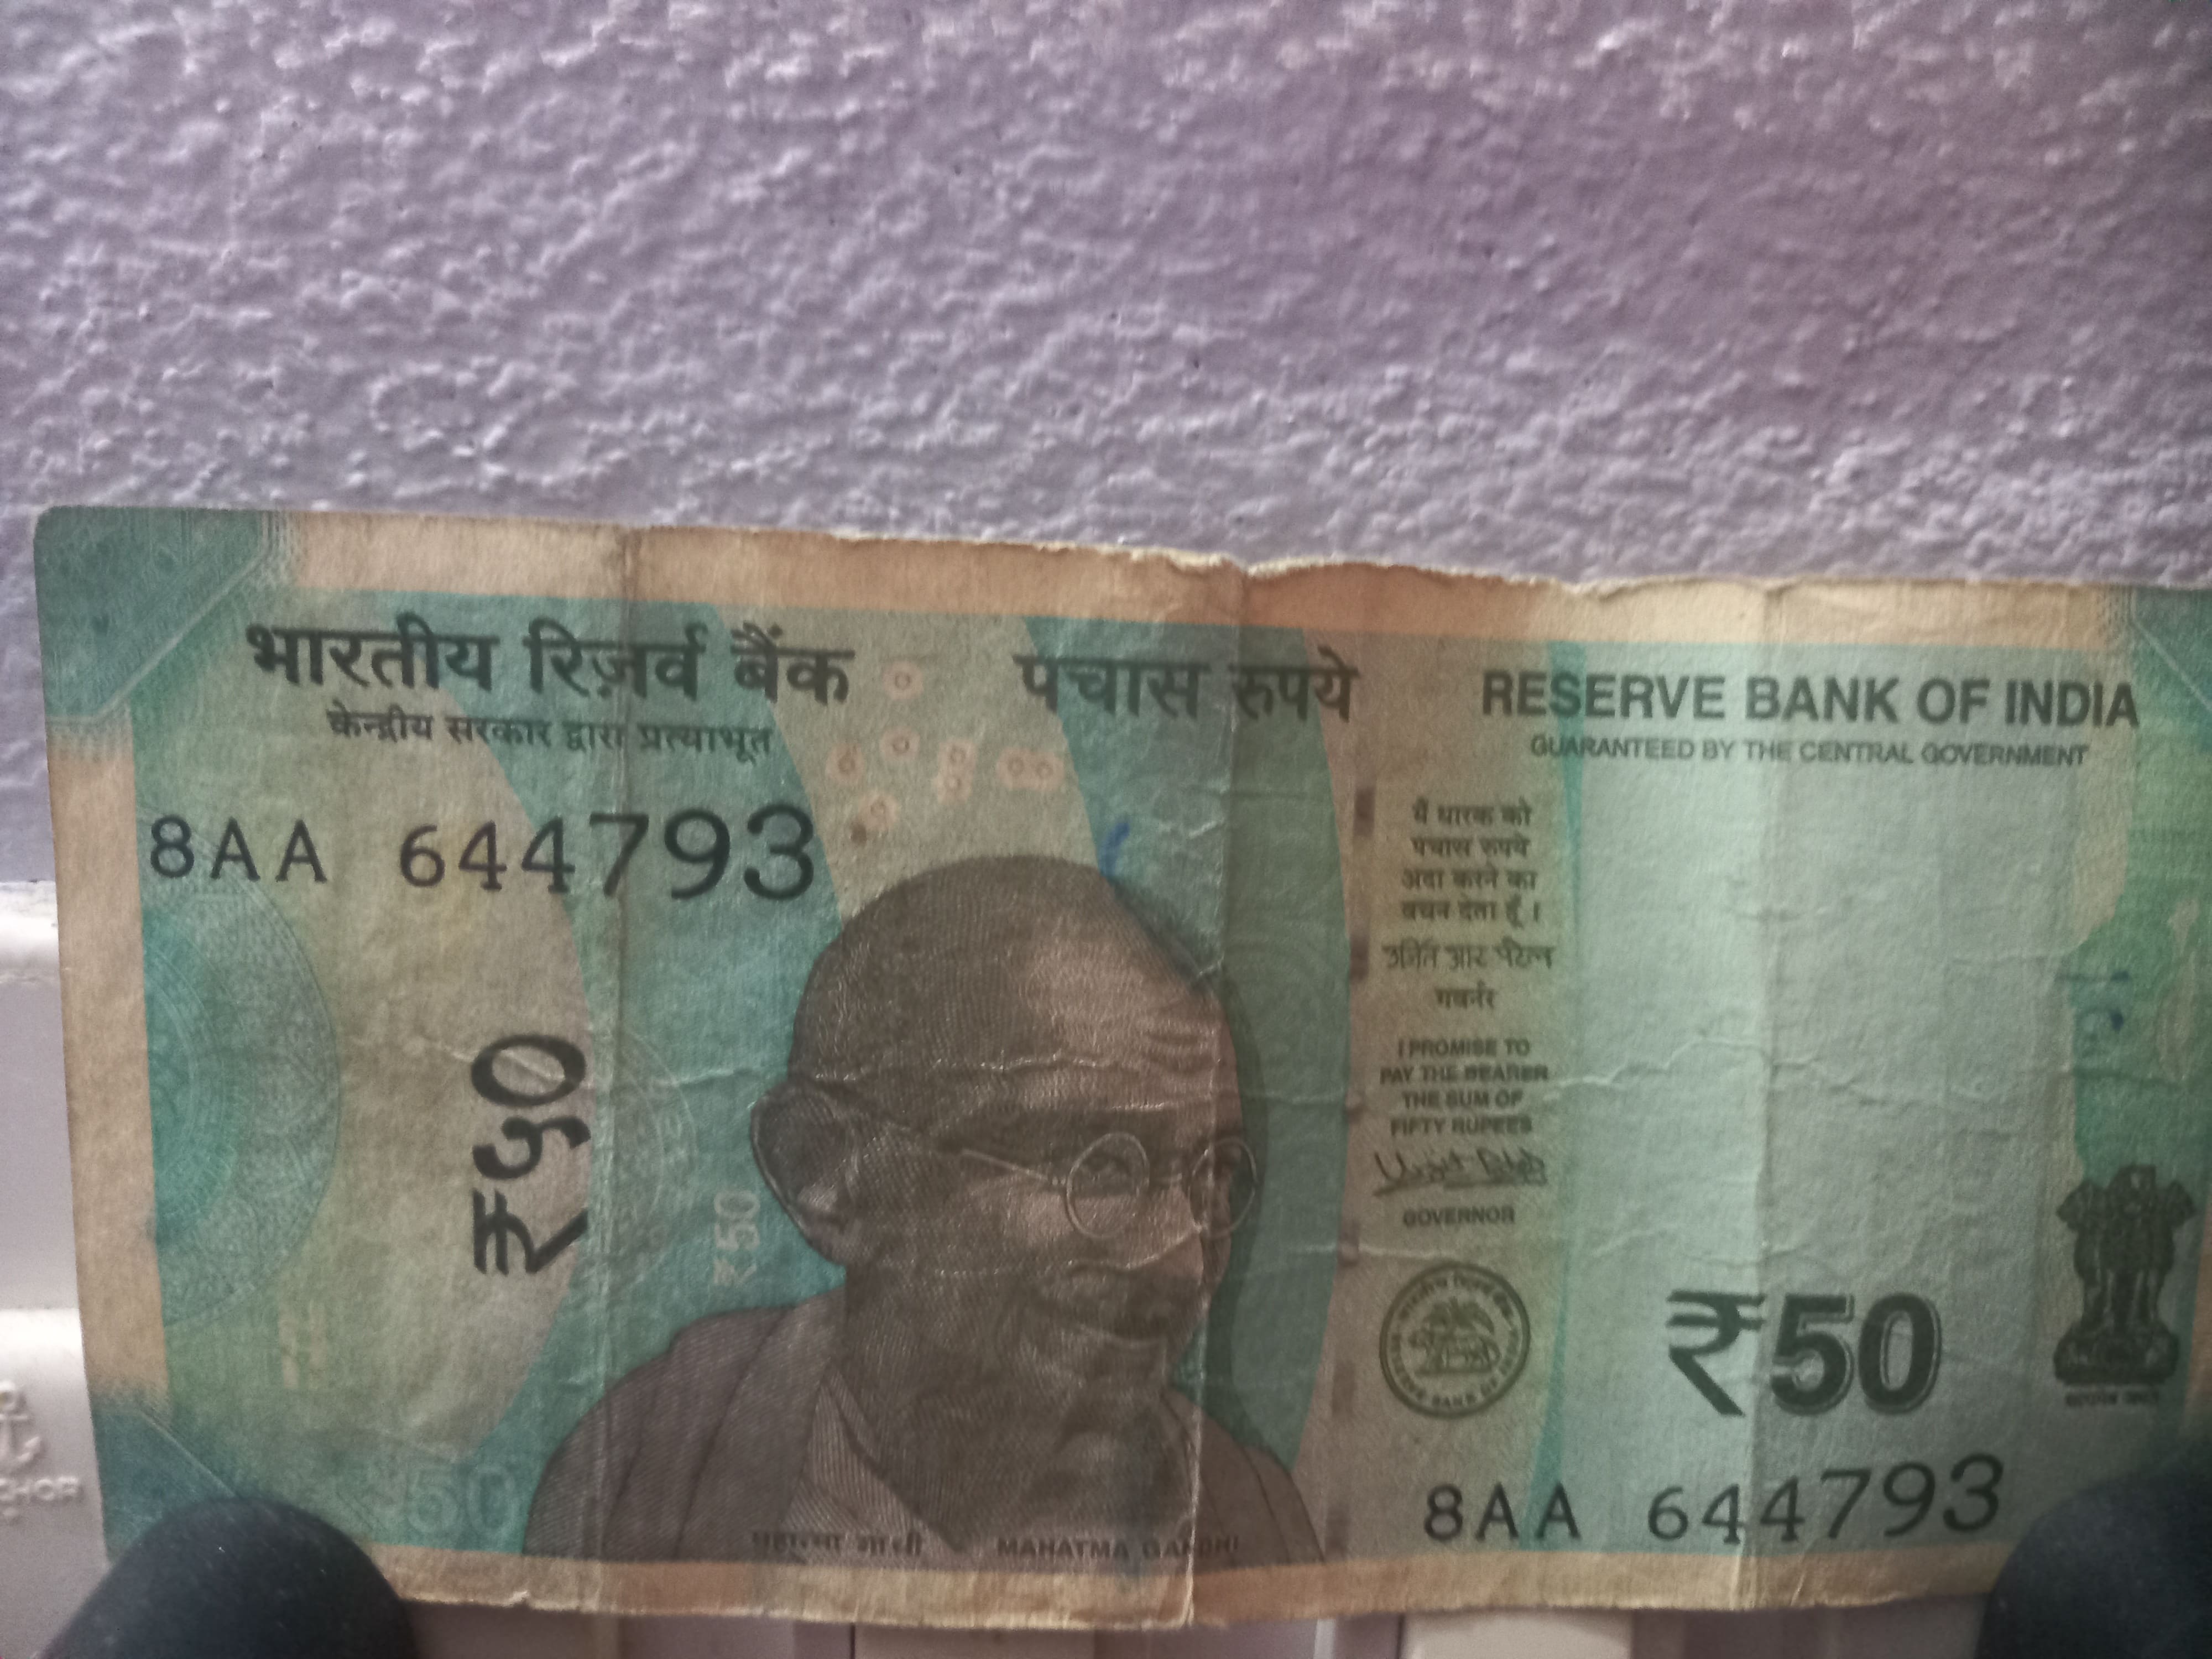 भारतीय रिज़र्व बैंक
केन्द्रीय सरकार द्वारा प्रत्याभूत
पचास रुपये
RESERVE BANK OF INDIA
GUARANTEED BY THE CENTRAL GOVERNMENT
8AA 644793
₹५०
₹50
50
मैं धारक को
पचास रुपये
अदा करने का
वचन देता हूँ।
गवर्नर
I PROMISE TO
PAY THE BEARER
THE SUM OF
FIFTY RUPEES
GOVERNOR
₹50
8AA 644793
महात्मा गांधी
MAHATMA GANDHI